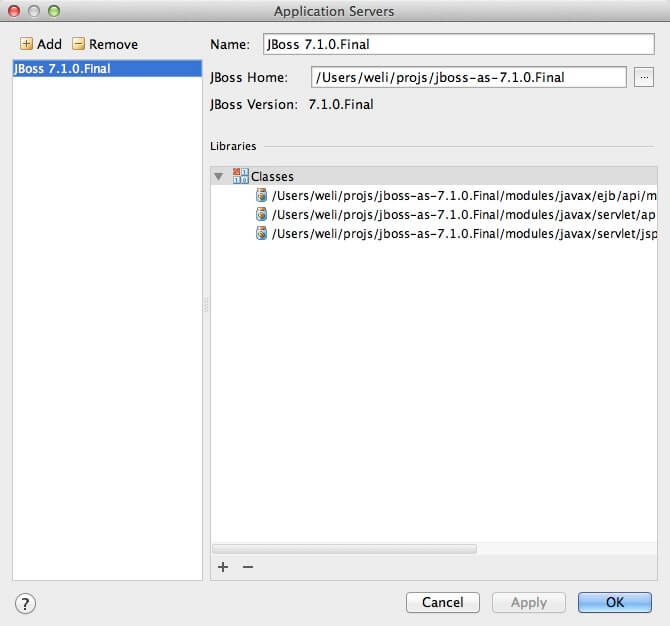 Application Servers
Add Remove
JBoss 7.1.0.Final
Name: JBoss 7.1.0.Final
JBoss Home: /Users/weli/projs/jboss-as-7.1.0.Final ...
JBoss Version: 7.1.0.Final
Libraries
Classes
/Users/weli/projs/jboss-as-7.1.0.Final/modules/javax/ejb/api/m
/Users/weli/projs/jboss-as-7.1.0.Final/modules/javax/servlet/ap
/Users/weli/projs/jboss-as-7.1.0.Final/modules/javax/servlet/jsp
+ −
? Cancel Apply OK